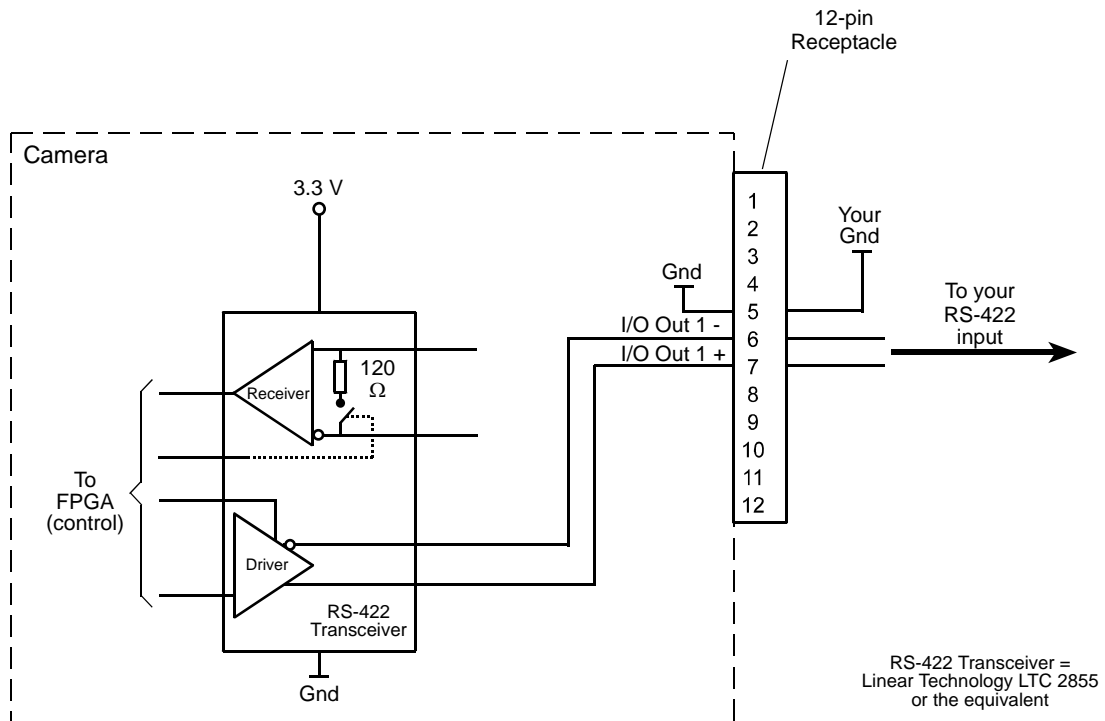 12-pin
Receptacle
Camera
3.3 V
1
2
3
4
5
6
7
8
9
10
11
12
Your
Gnd
Gnd
To your
RS-422
input
I/O Out 1 -
I/O Out 1 +
120
Ω
Receiver
To
FPGA
(control)
Driver
RS-422
Transceiver
Gnd
RS-422 Transceiver =
Linear Technology LTC 2855
or the equivalent